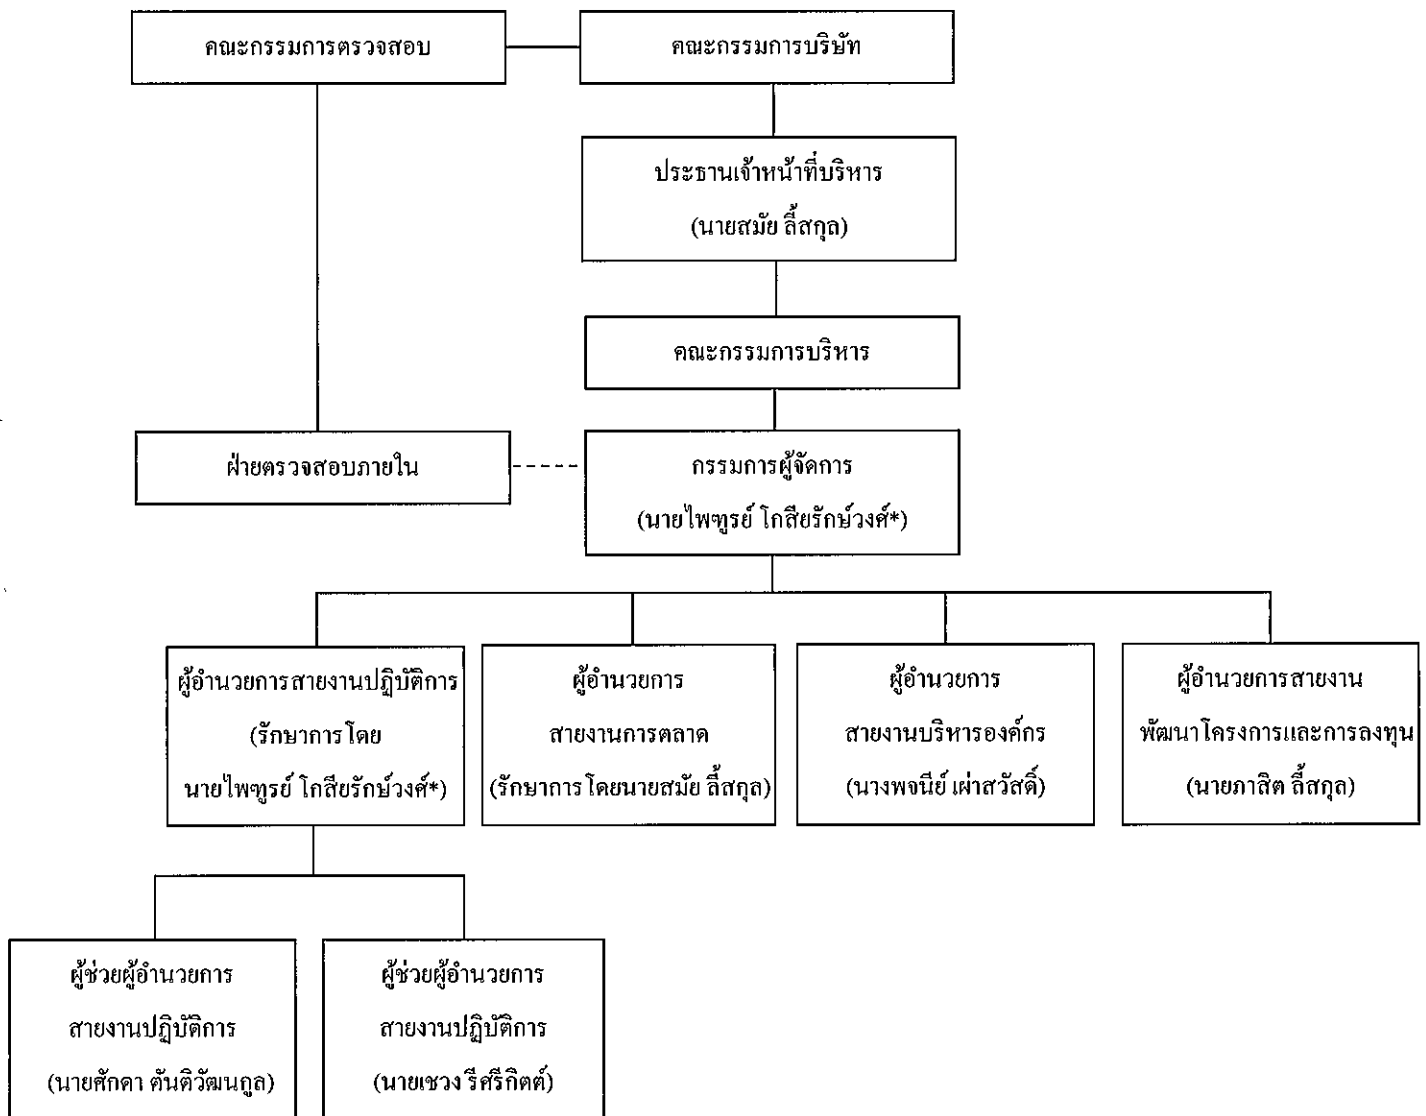 คณะกรรมการตรวจสอบ
คณะกรรมการบริษัท
ประธานเจ้าหน้าที่บริหาร
(นายสมัย ลี้สกุล)
คณะกรรมการบริหาร
ฝ่ายตรวจสอบภายใน
กรรมการผู้จัดการ
(นายไพฑูรย์ โกสียรักษ์วงศ์*)
ผู้อำนวยการสายงานปฏิบัติการ
(รักษาการโดย
นายไพฑูรย์ โกสียรักษ์วงศ์*)
ผู้อำนวยการ
สายงานการตลาด
(รักษาการโดยนายสมัย ลี้สกุล)
ผู้อำนวยการ
สายงานบริหารองค์กร
(นางพจนีย์ เผ่าสวัสดิ์)
ผู้อำนวยการสายงาน
พัฒนาโครงการและการลงทุน
(นายภาสิต ลี้สกุล)
ผู้ช่วยผู้อำนวยการ
สายงานปฏิบัติการ
(นายศักดา ตันติวัฒนกูล)
ผู้ช่วยผู้อำนวยการ
สายงานปฏิบัติการ
(นายเชวง รีศรีกิตต์)